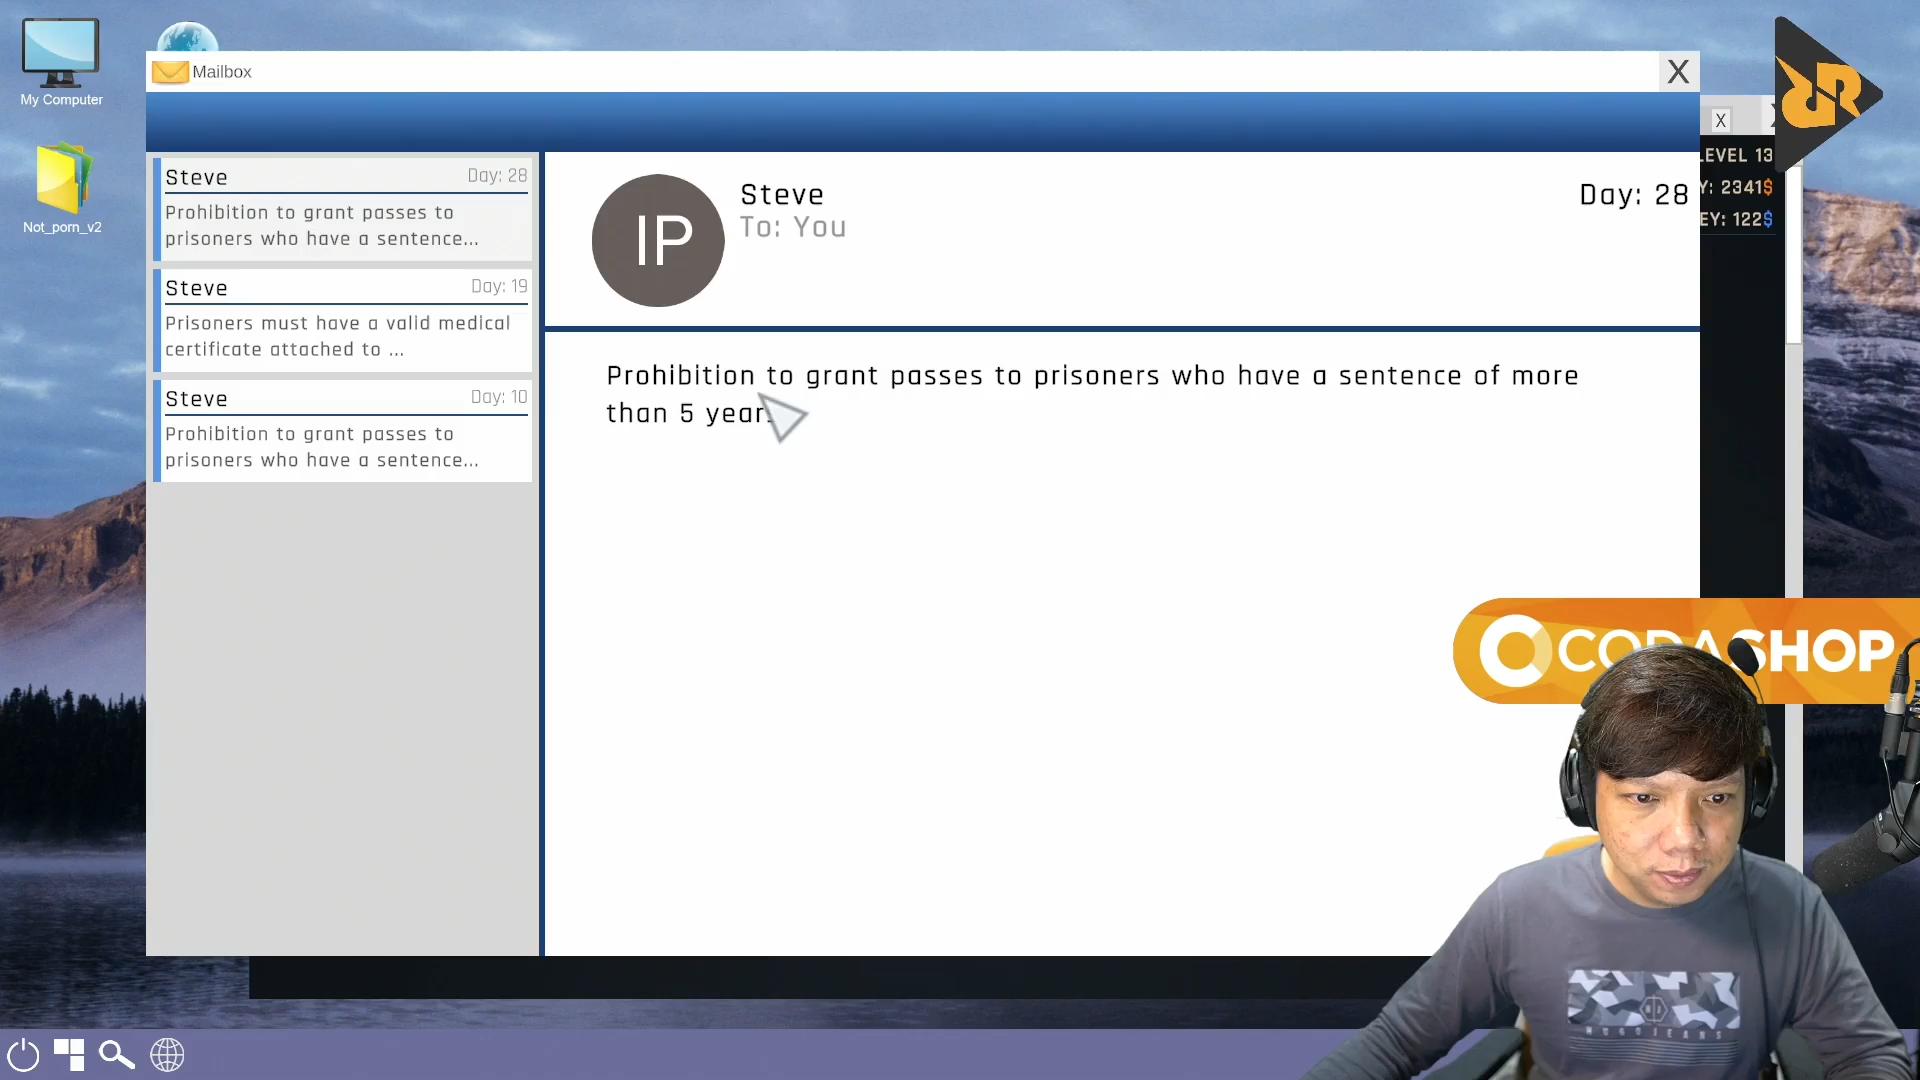 My Computer
Not_porn_v2
Mailbox
X
X
LEVEL 13
Y: 2341$
EY: 122$
Steve
Day: 28
Prohibition to grant passes to
prisoners who have a sentence...
Steve
Day: 19
Prisoners must have a valid medical
certificate attached to ...
Steve
Day: 10
Prohibition to grant passes to
prisoners who have a sentence...
IP
Steve
To: You
Day: 28
Prohibition to grant passes to prisoners who have a sentence of more
than 5 year
CODASHOP